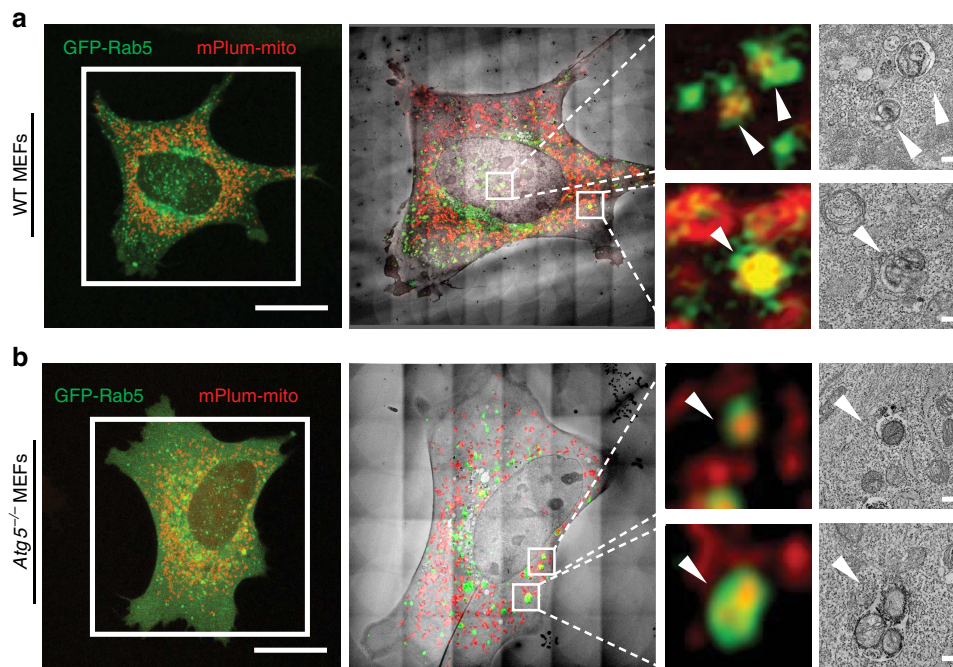 a
GFP-Rab5 mPlum-mito
WT MEFs
b
GFP-Rab5 mPlum-mito
Atg5−/− MEFs